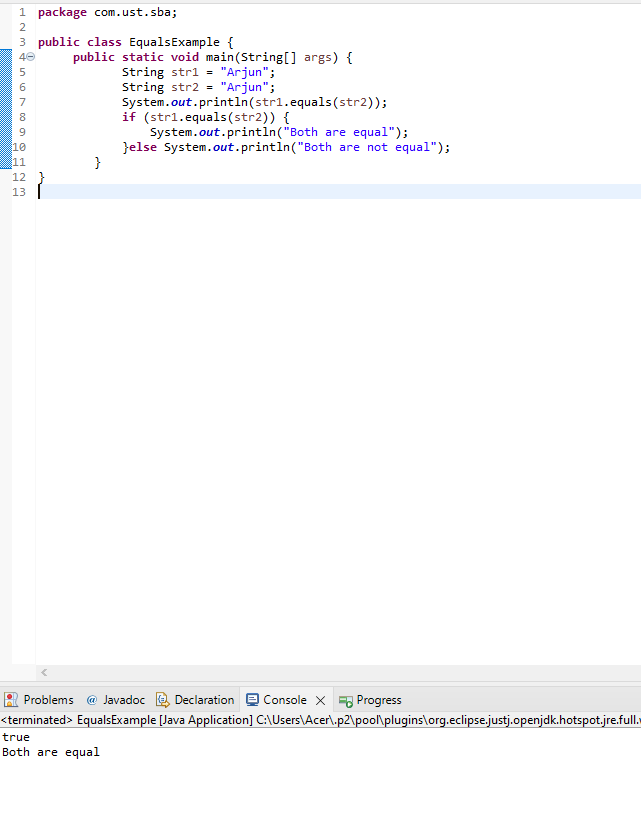 1 package com.ust.sba;
2
3 public class EqualsExample {
4 public static void main(String[] args) {
5 String str1 = "Arjun";
6 String str2 = "Arjun";
7 System.out.println(str1.equals(str2));
8 if (str1.equals(str2)) {
9 System.out.println("Both are equal");
10 }else System.out.println("Both are not equal");
11 }
12 }
13
Problems @ Javadoc Declaration Console Progress
<terminated> EqualsExample [Java Application] C:\Users\Acer\.p2\pool\plugins\org.eclipse.justj.openjdk.hotspot.jre.full.
true
Both are equal